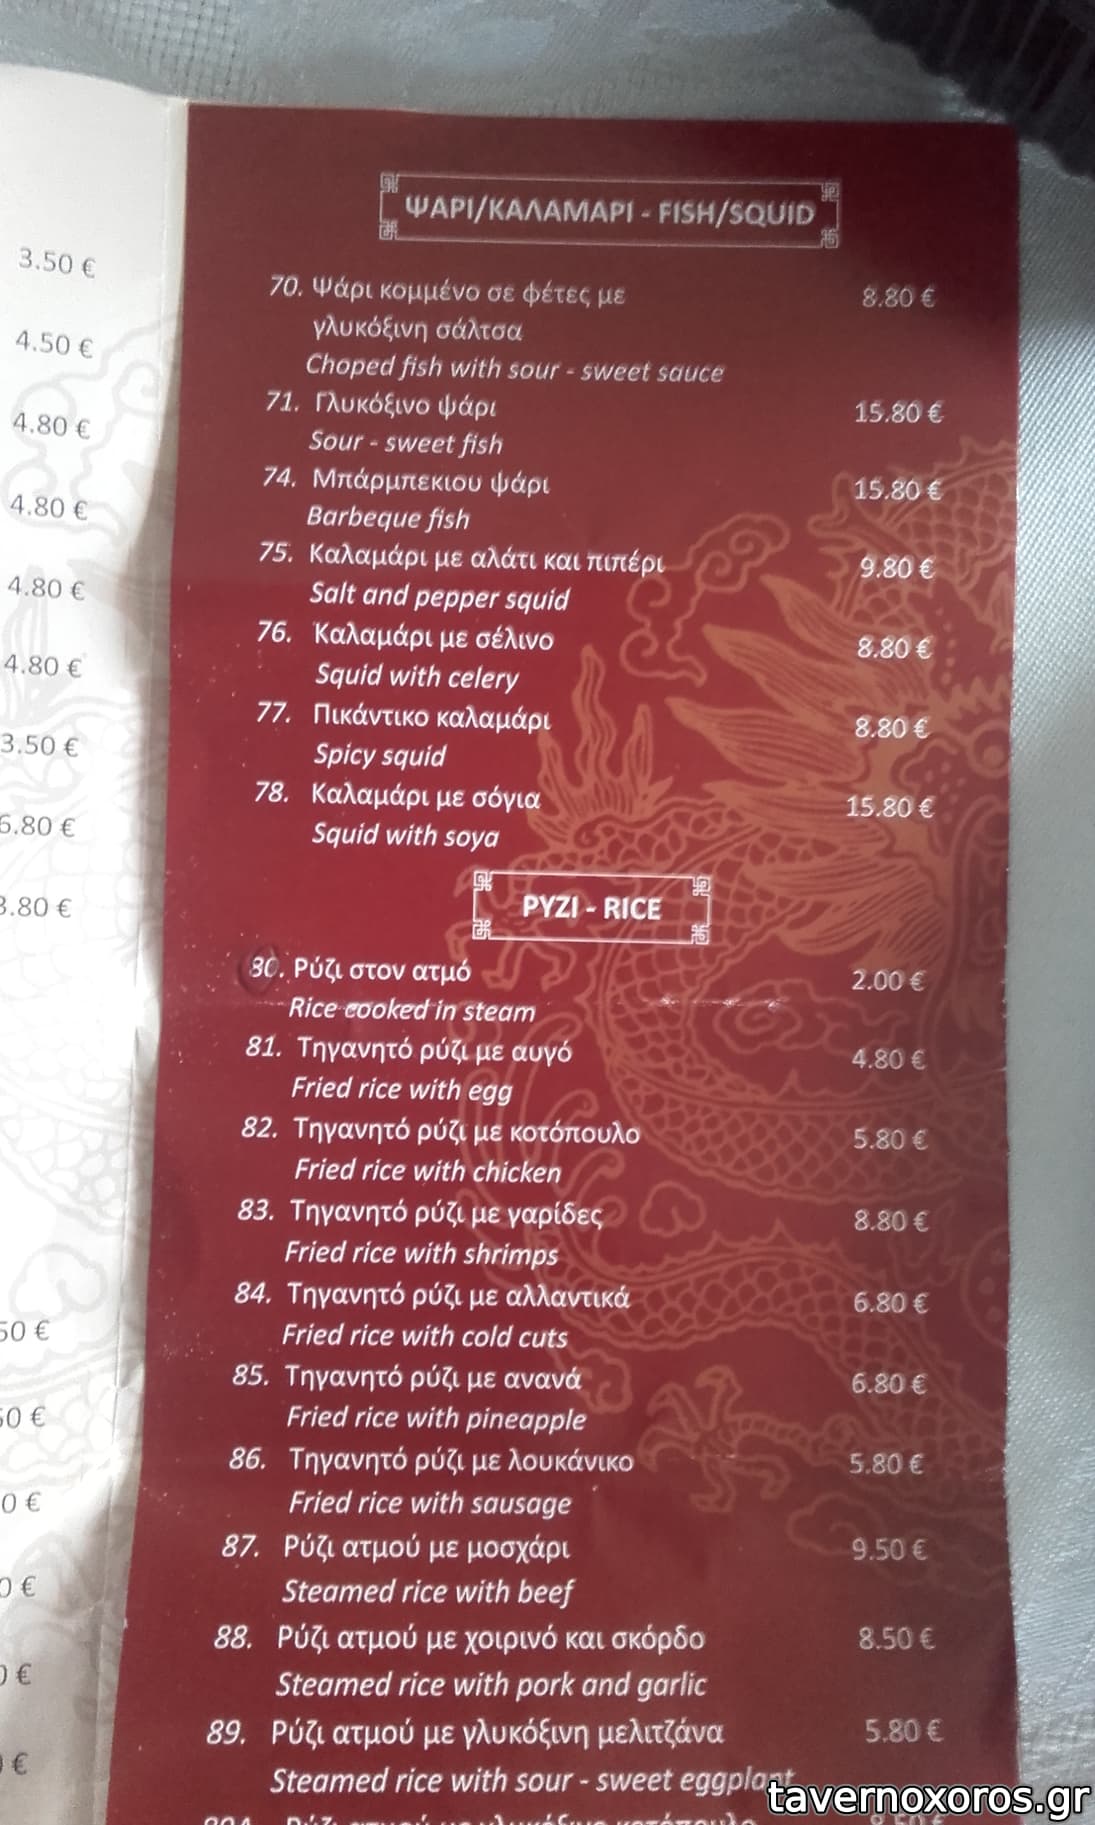 3.50 €
4.50 €
4.80 €
4.80 €
4.80 €
4.80 €
3.50 €
6.80 €
3.80 €
50 €
50 €
0 €
0 €
0 €
€
ΨΑΡΙ/ΚΑΛΑΜΑΡΙ - FISH/SQUID
70. Ψάρι κομμένο σε φέτες με 8.80 €
γλυκόξινη σάλτσα
Choped fish with sour - sweet sauce
71. Γλυκόξινο ψάρι 15.80 €
Sour - sweet fish
74. Μπάρμπεκιου ψάρι 15.80 €
Barbeque fish
75. Καλαμάρι με αλάτι και πιπέρι 9.80 €
Salt and pepper squid
76. Καλαμάρι με σέλινο 8.80 €
Squid with celery
77. Πικάντικο καλαμάρι 8.80 €
Spicy squid
78. Καλαμάρι με σόγια 15.80 €
Squid with soya
ΡΥΖΙ - RICE
80. Ρύζι στον ατμό 2.00 €
Rice cooked in steam
81. Τηγανητό ρύζι με αυγό 4.80 €
Fried rice with egg
82. Τηγανητό ρύζι με κοτόπουλο 5.80 €
Fried rice with chicken
83. Τηγανητό ρύζι με γαρίδες 8.80 €
Fried rice with shrimps
84. Τηγανητό ρύζι με αλλαντικά 6.80 €
Fried rice with cold cuts
85. Τηγανητό ρύζι με ανανά 6.80 €
Fried rice with pineapple
86. Τηγανητό ρύζι με λουκάνικο 5.80 €
Fried rice with sausage
87. Ρύζι ατμού με μοσχάρι 9.50 €
Steamed rice with beef
88. Ρύζι ατμού με χοιρινό και σκόρδο 8.50 €
Steamed rice with pork and garlic
89. Ρύζι ατμού με γλυκόξινη μελιτζάνα 5.80 €
Steamed rice with sour - sweet eggplant
tavernoxoros.gr